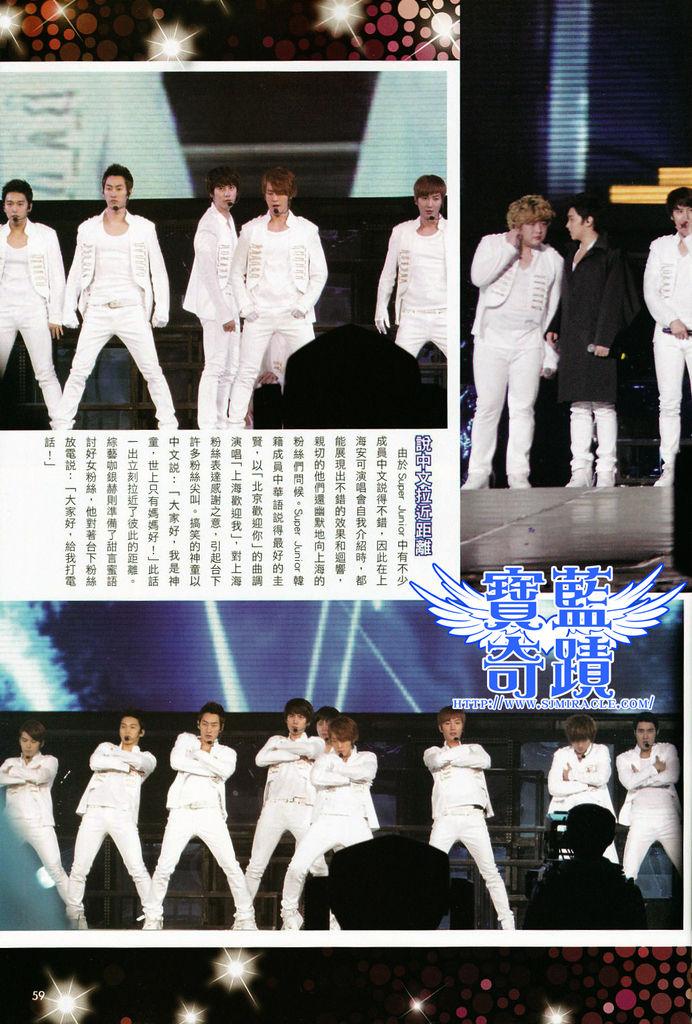 說中文拉近距離
由於Super Junior中有不少
成員中文說得不錯，因此在上
海安可演唱會自我介紹時，都
能展現出不錯的效果和迴響，
親切的他們還幽默地向上海的
粉絲們問候。Super Junior韓
籍成員中華語說得最好的圭
賢，以「北京歡迎你」的曲調
演唱「上海歡迎我」，對上海
粉絲表達感謝之意，引起台下
許多粉絲尖叫。搞笑的神童以
中文說：「大家好，我是神
童，世上只有媽媽好！」此話
一出立刻拉近了彼此的距離。
綜藝咖銀赫則準備了甜言蜜語
討好女粉絲，他對著台下粉絲
放電說：「大家好，給我打電
話！」
藍寶
蹟奇
HTTP://WWW.SJMIRACLE.COM/
59